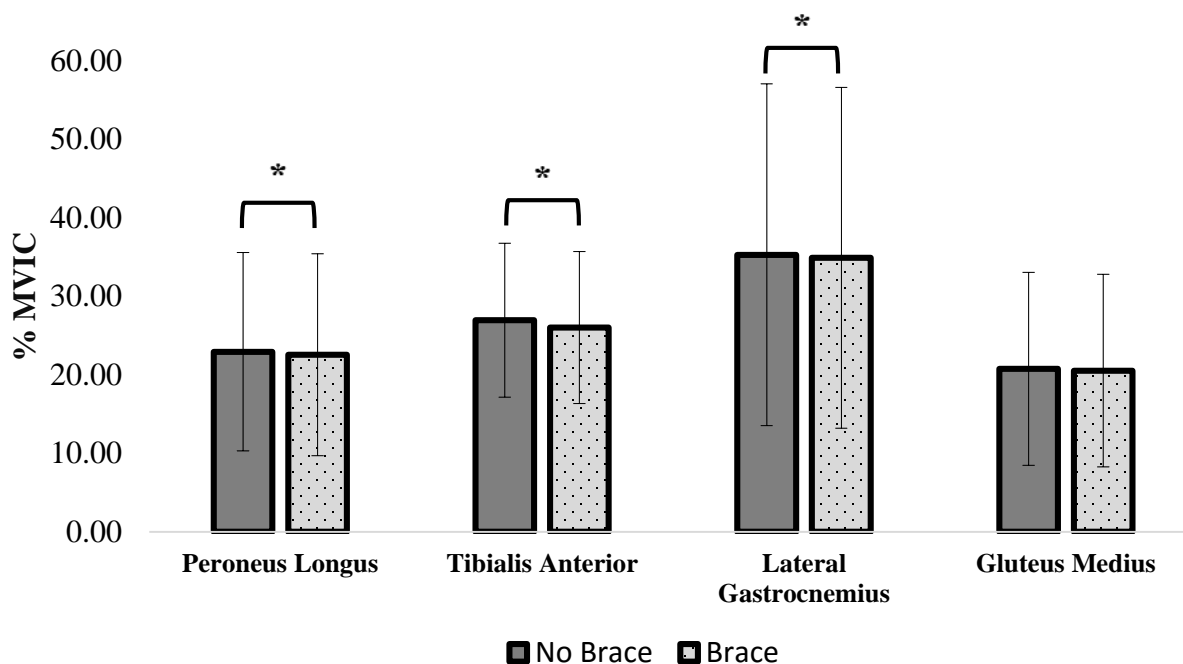 *
60.00
50.00
*
*
40.00
30.00
20.00
10.00
0.00
% MVIC
Peroneus Longus
Tibialis Anterior
Lateral
Gastrocnemius
Gluteus Medius
No Brace
Brace